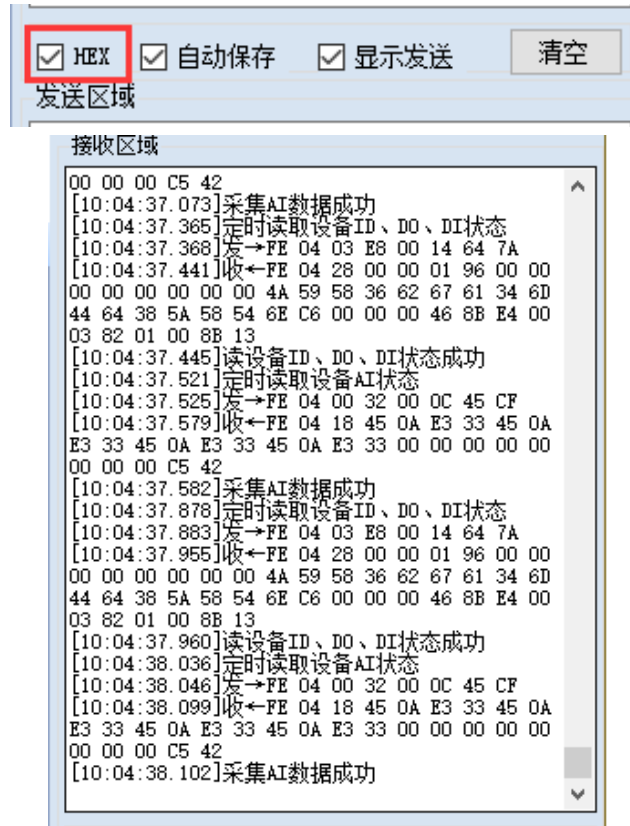 HEX 自动保存 显示发送 清空
发送区域
接收区域
00 00 00 C5 42
[10:04:37.073]采集AI数据成功
[10:04:37.365]定时读取设备ID、DO、DI状态
[10:04:37.368]发→FE 04 03 E8 00 14 64 7A
[10:04:37.441]收←FE 04 28 00 00 01 96 00 00
00 00 00 00 00 00 4A 59 58 36 62 67 61 34 6D
44 64 38 5A 58 54 6E C6 00 00 00 46 8B E4 00
03 82 01 00 8B 13
[10:04:37.445]读设备ID、DO、DI状态成功
[10:04:37.521]定时读取设备AI状态
[10:04:37.525]发→FE 04 00 32 00 0C 45 CF
[10:04:37.579]收←FE 04 18 45 0A E3 33 45 0A
E3 33 45 0A E3 33 45 0A E3 33 00 00 00 00 00
00 00 00 C5 42
[10:04:37.582]采集AI数据成功
[10:04:37.878]定时读取设备ID、DO、DI状态
[10:04:37.883]发→FE 04 03 E8 00 14 64 7A
[10:04:37.955]收←FE 04 28 00 00 01 96 00 00
00 00 00 00 00 00 4A 59 58 36 62 67 61 34 6D
44 64 38 5A 58 54 6E C6 00 00 00 46 8B E4 00
03 82 01 00 8B 13
[10:04:37.960]读设备ID、DO、DI状态成功
[10:04:38.036]定时读取设备AI状态
[10:04:38.046]发→FE 04 00 32 00 0C 45 CF
[10:04:38.099]收←FE 04 18 45 0A E3 33 45 0A
E3 33 45 0A E3 33 45 0A E3 33 00 00 00 00 00
00 00 00 C5 42
[10:04:38.102]采集AI数据成功